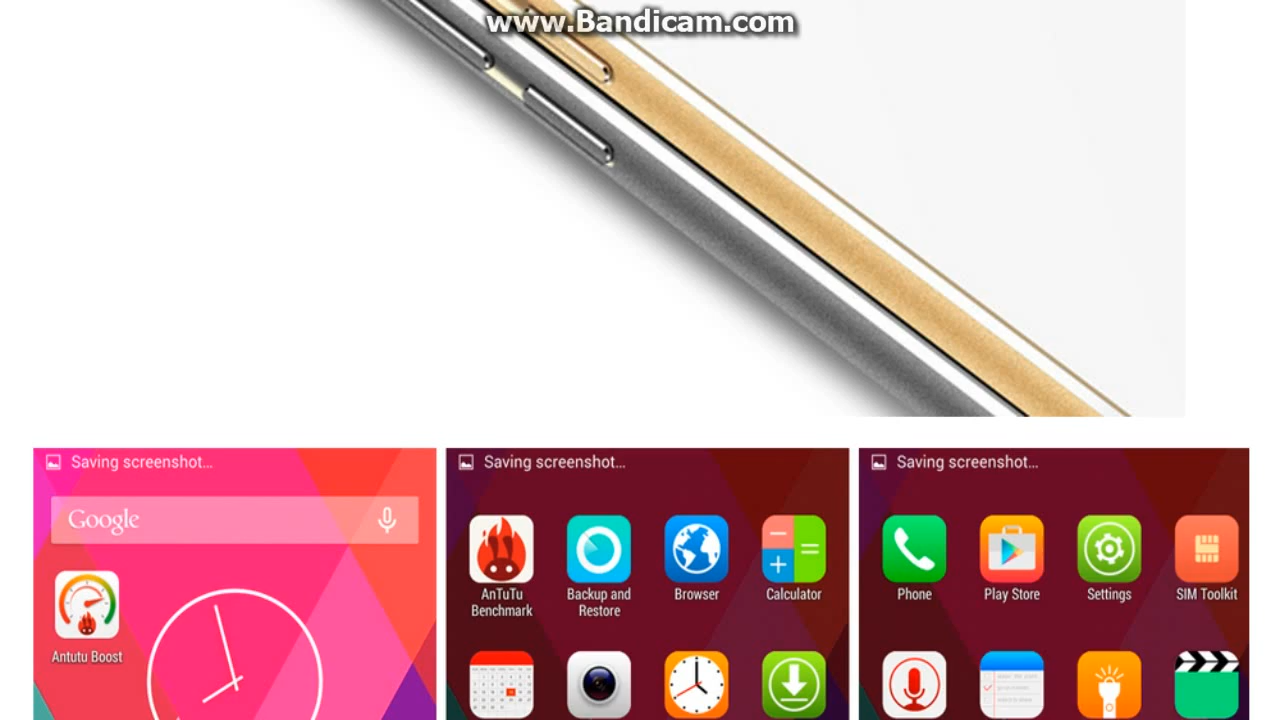 www.Bandicam.com
Saving screenshot...
Google
Antutu Boost
Saving screenshot...
AnTuTu Benchmark
Backup and Restore
Browser
Calculator
Saving screenshot...
Phone
Play Store
Settings
SIM Toolkit